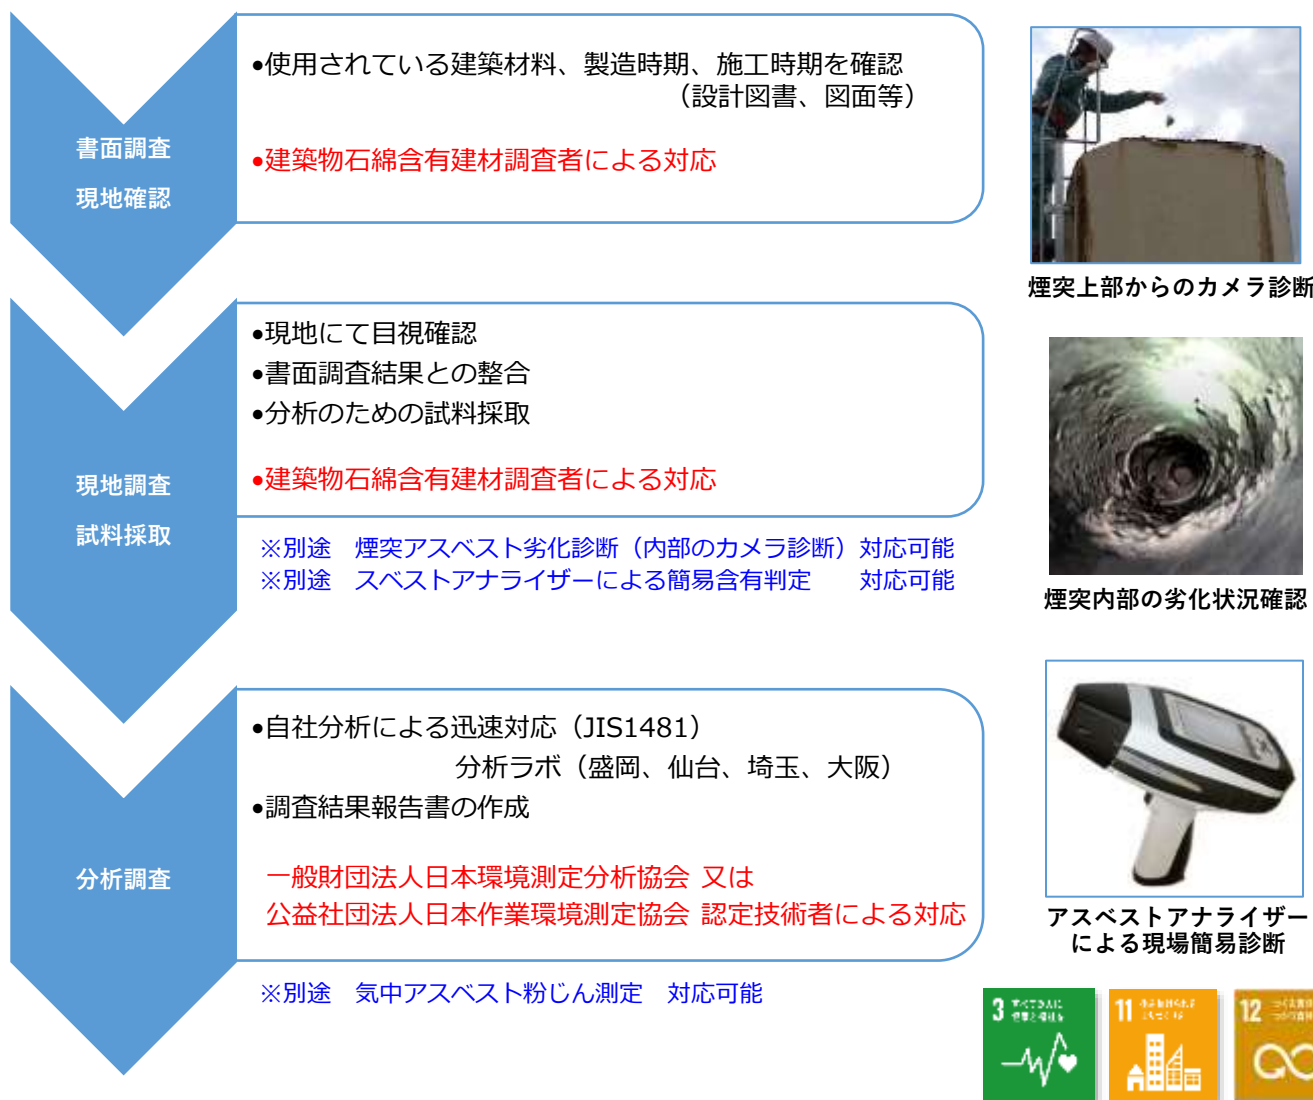 書面調査
現地確認
•使用されている建築材料、製造時期、施工時期を確認
（設計図書、図面等）
•建築物石綿含有建材調査者による対応
煙突上部からのカメラ診断
現地調査
試料採取
•現地にて目視確認
•書面調査結果との整合
•分析のための試料採取
•建築物石綿含有建材調査者による対応
※別途　煙突アスベスト劣化診断（内部のカメラ診断）対応可能
※別途　スベストアナライザーによる簡易含有判定　　対応可能
煙突内部の劣化状況確認
分析調査
•自社分析による迅速対応（JIS1481）
分析ラボ（盛岡、仙台、埼玉、大阪）
•調査結果報告書の作成
一般財団法人日本環境測定分析協会 又は
公益社団法人日本作業環境測定協会 認定技術者による対応
※別途　気中アスベスト粉じん測定　対応可能
アスベストアナライザー
による現場簡易診断
3 すべての人に
健康と福祉を
11
12